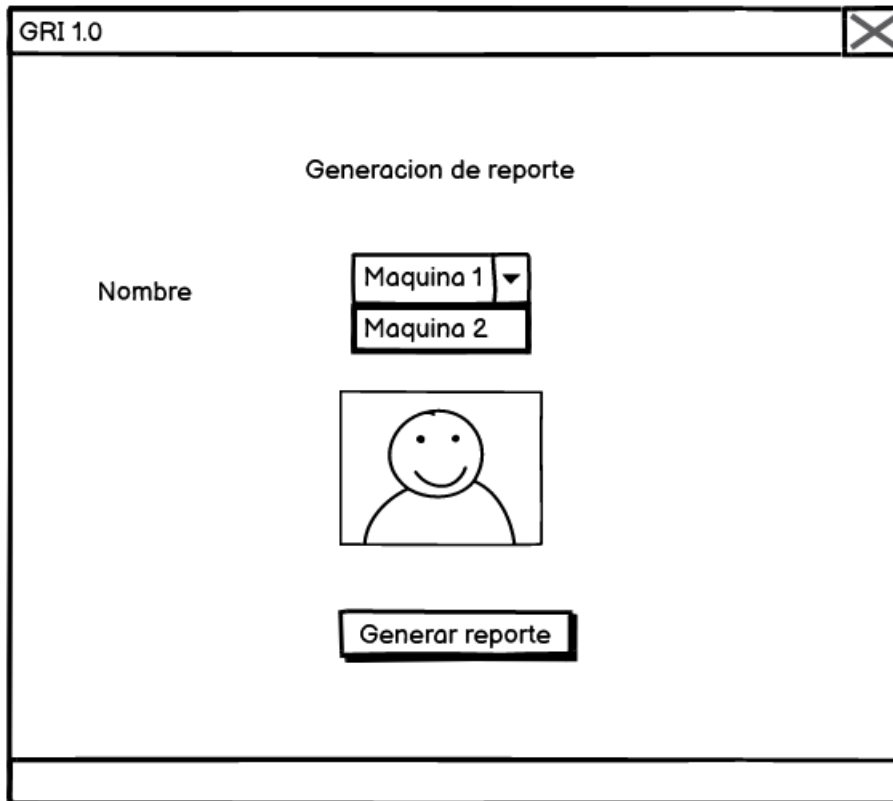 GRI 1.0
Generacion de reporte
Nombre
Maquina 1
Maquina 2
Generar reporte